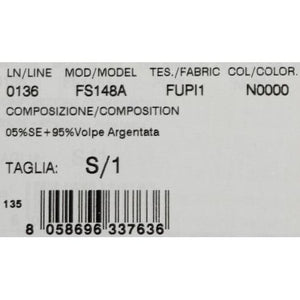 LN/LINE MOD/MODEL TES./FABRIC COL/COLOR.
0136 FS148A FUPI1 N0000
COMPOSIZIONE/COMPOSITION
05%SE+95%Volpe Argentata
TAGLIA: S/1
135
8 058696 337636